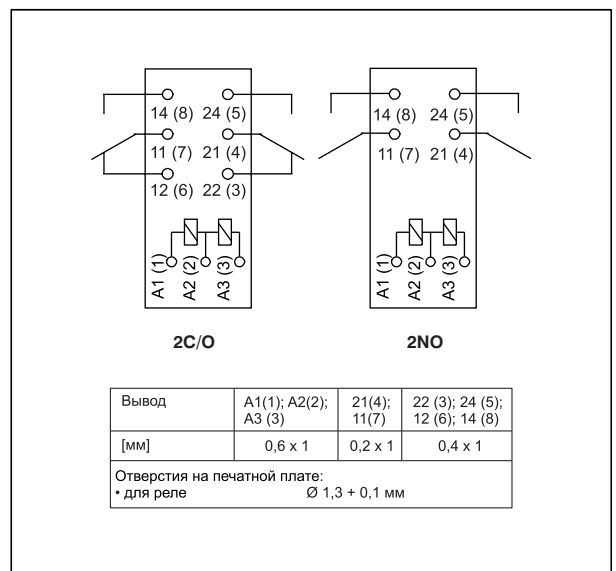 14 (8) 24 (5)
11 (7) 21 (4)
12 (6) 22 (3)
A1 (1) A2 (2) A3 (3)
2C/O
14 (8) 24 (5)
11 (7) 21 (4)
A1 (1) A2 (2) A3 (3)
2NO
Вывод A1(1); A2(2); 21(4); 22 (3); 24 (5);
A3 (3) 11(7) 12 (6); 14 (8)
[мм] 0,6 x 1 0,2 x 1 0,4 x 1
Отверстия на печатной плате:
• для реле Ø 1,3 + 0,1 мм